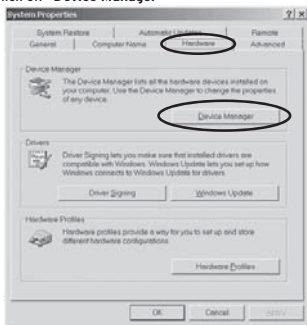 System Properties ? X
System Restore Automatic Updates Remote
General Computer Name Hardware Advanced
Device Manager
The Device Manager lists all the hardware devices installed on
your computer. Use the Device Manager to change the properties
of any device.
Device Manager
Drivers
Driver Signing lets you make sure that installed drivers are
compatible with Windows. Windows Update lets you set up how
Windows connects to Windows Update for drivers.
Driver Signing Windows Update
Hardware Profiles
Hardware profiles provide a way for you to set up and store
different hardware configurations.
Hardware Profiles
OK Cancel Apply